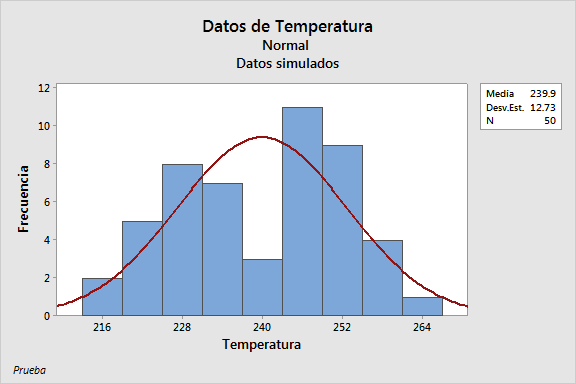 Datos de Temperatura
Normal
Datos simulados
Media 239.9
Desv.Est. 12.73
N 50
12
10
8
6
4
2
0
Frecuencia
216 228 240 252 264
Temperatura
Prueba